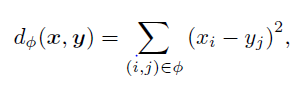 d_ϕ(x, y) = ∑_{(i,j)∈ϕ} (x_i − y_j)^2,